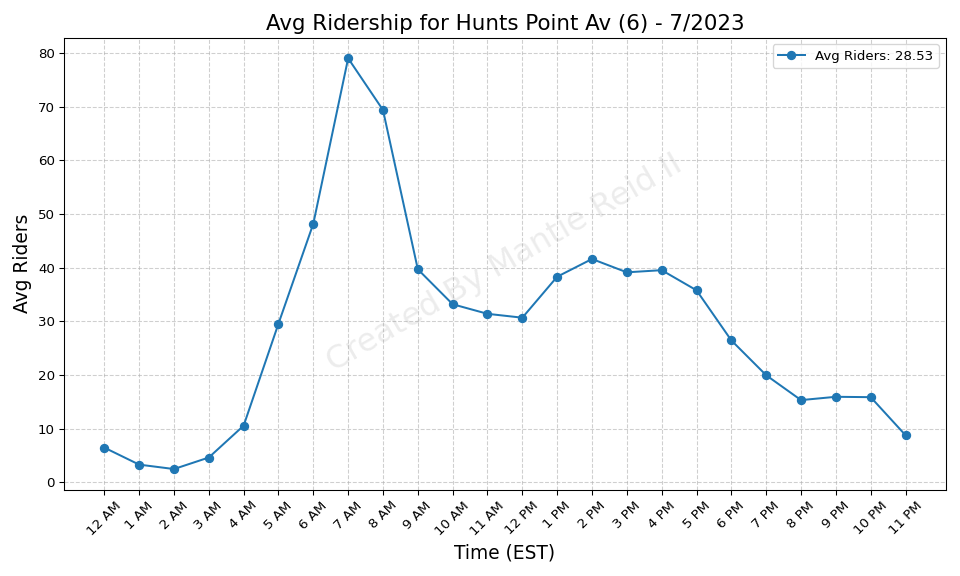 Avg Ridership for Hunts Point Av (6) - 7/2023
Avg Riders: 28.53
80
70
60
50
40
30
20
10
0
Avg Riders
Created By Mantie Reid II
12 AM
1 AM
2 AM
3 AM
4 AM
5 AM
6 AM
7 AM
8 AM
9 AM
10 AM
11 AM
12 PM
1 PM
2 PM
3 PM
4 PM
5 PM
6 PM
7 PM
8 PM
9 PM
10 PM
11 PM
Time (EST)